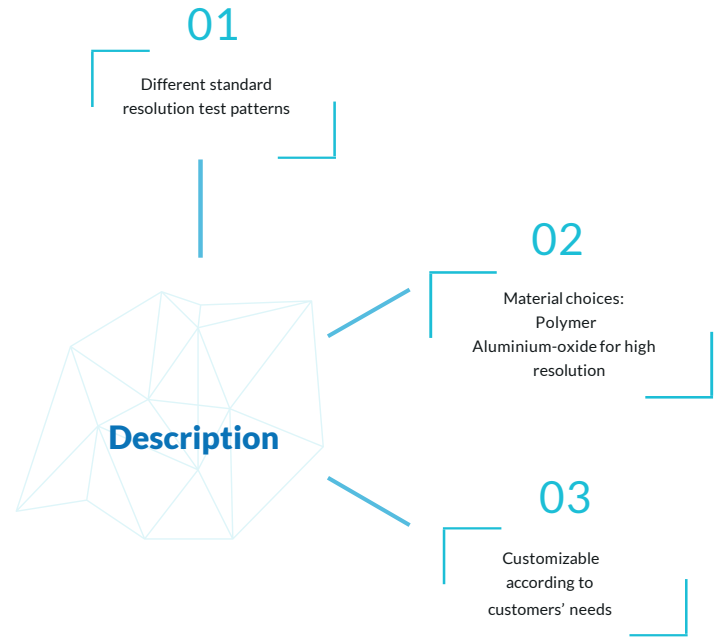 01
Different standard
resolution test patterns
02
Material choices:
Polymer
Aluminium-oxide for high
resolution
Description
03
Customizable
according to
customers’ needs